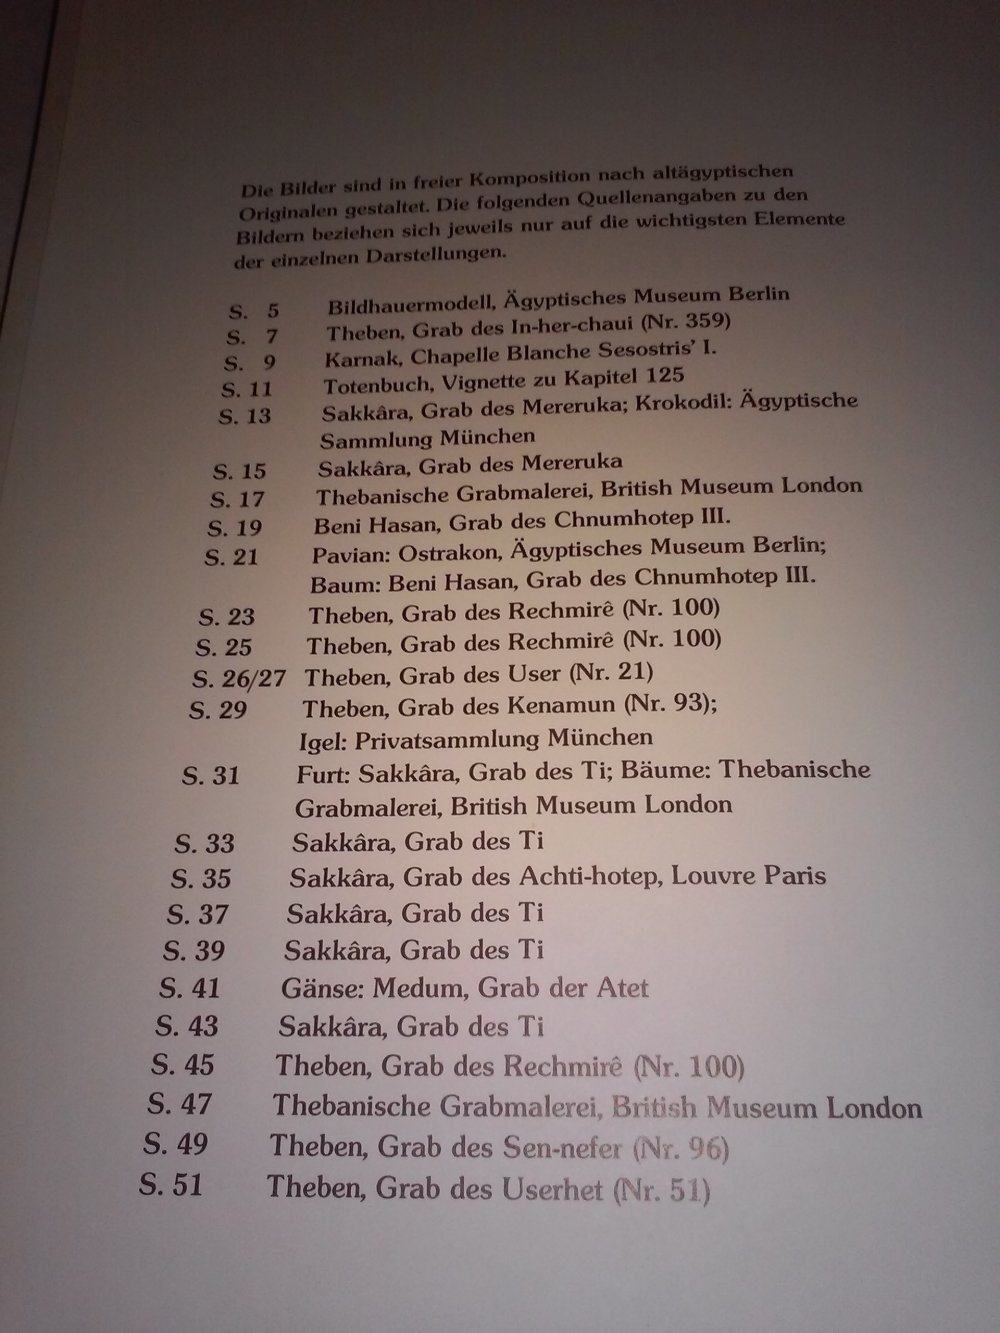 Die Bilder sind in freier Komposition nach altägyptischen
Originalen gestaltet. Die folgenden Quellenangaben zu den
Bildern beziehen sich jeweils nur auf die wichtigsten Elemente
der einzelnen Darstellungen.
S. 5 Bildhauermodell, Ägyptisches Museum Berlin
S. 7 Theben, Grab des In-her-chaui (Nr. 359)
S. 9 Karnak, Chapelle Blanche Sesostris' I.
S. 11 Totenbuch, Vignette zu Kapitel 125
S. 13 Sakkâra, Grab des Mereruka; Krokodil: Ägyptische
Sammlung München
S. 15 Sakkâra, Grab des Mereruka
S. 17 Thebanische Grabmalerei, British Museum London
S. 19 Beni Hasan, Grab des Chnumhotep III.
S. 21 Pavian: Ostrakon, Ägyptisches Museum Berlin;
Baum: Beni Hasan, Grab des Chnumhotep III.
S. 23 Theben, Grab des Rechmirê (Nr. 100)
S. 25 Theben, Grab des Rechmirê (Nr. 100)
S. 26/27 Theben, Grab des User (Nr. 21)
S. 29 Theben, Grab des Kenamun (Nr. 93);
Igel: Privatsammlung München
S. 31 Furt: Sakkâra, Grab des Ti; Bäume: Thebanische
Grabmalerei, British Museum London
S. 33 Sakkâra, Grab des Ti
S. 35 Sakkâra, Grab des Achti-hotep, Louvre Paris
S. 37 Sakkâra, Grab des Ti
S. 39 Sakkâra, Grab des Ti
S. 41 Gänse: Medum, Grab der Atet
S. 43 Sakkâra, Grab des Ti
S. 45 Theben, Grab des Rechmirê (Nr. 100)
S. 47 Thebanische Grabmalerei, British Museum London
S. 49 Theben, Grab des Sen-nefer (Nr. 96)
S. 51 Theben, Grab des Userhet (Nr. 51)